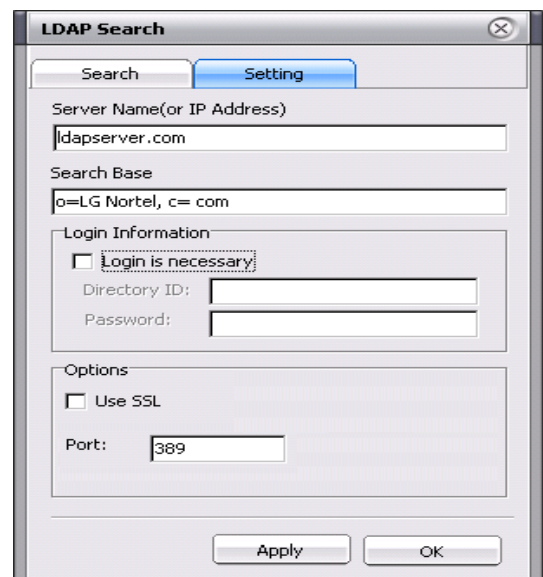 LDAP Search
Search Setting
Server Name(or IP Address)
ldapserver.com
Search Base
o=LG Nortel, c= com
Login Information
Login is necessary
Directory ID:
Password:
Options
Use SSL
Port: 389
Apply OK